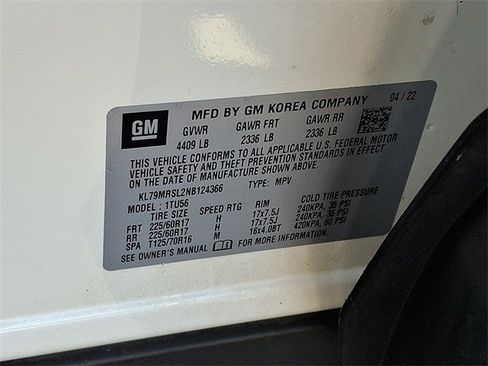 GM
MFD BY GM KOREA COMPANY 04 / 22
GVWR GAWR FRT GAWR RR
4409 LB 2336 LB 2336 LB
THIS VEHICLE CONFORMS TO ALL APPLICABLE U.S. FEDERAL MOTOR
VEHICLE SAFETY AND THEFT PREVENTION STANDARDS IN EFFECT ON
THE DATE OF MANUFACTURE SHOWN ABOVE.
KL79MRSL2NB124366 TYPE: MPV
MODEL: 1TU56
TIRE SIZE SPEED RTG RIM COLD TIRE PRESSURE
FRT 225/60R17 H 17x7.5J 240KPA, 35 PSI
RR 225/60R17 H 17x7.5J 240KPA, 35 PSI
SPA T125/70R16 M 16x4.0BT 420KPA, 60 PSI
SEE OWNER'S MANUAL FOR MORE INFORMATION.